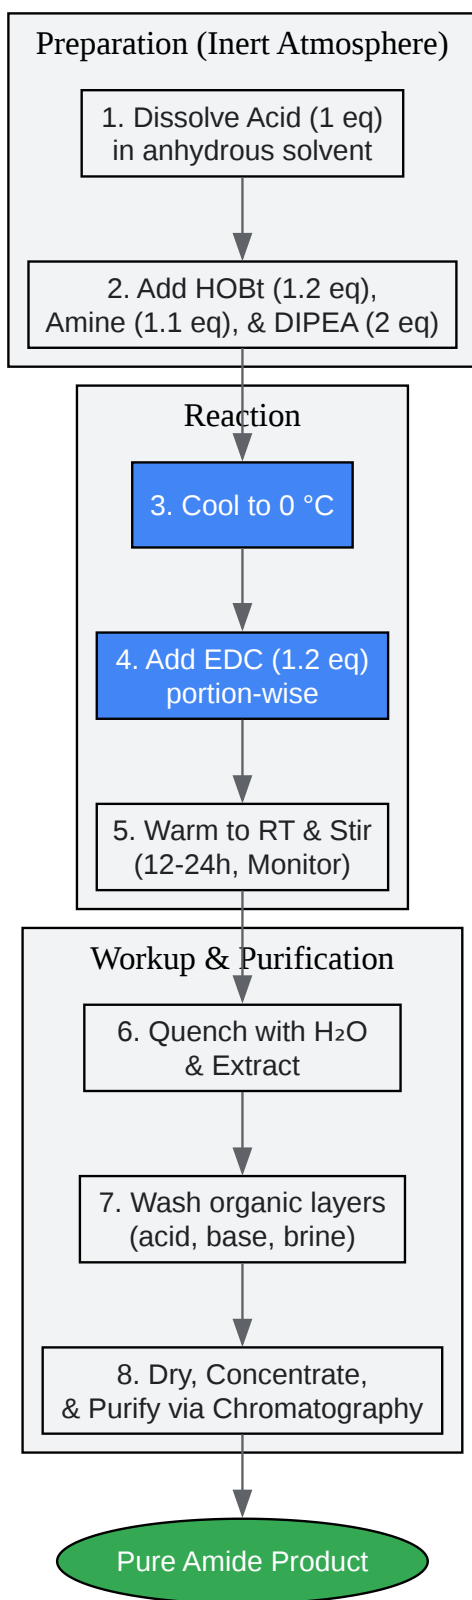 Preparation (Inert Atmosphere)
1. Dissolve Acid (1 eq)
in anhydrous solvent
2. Add HOBt (1.2 eq),
Amine (1.1 eq), & DIPEA (2 eq)
Reaction
3. Cool to 0 °C
4. Add EDC (1.2 eq)
portion-wise
5. Warm to RT & Stir
(12-24h, Monitor)
Workup & Purification
6. Quench with H₂O
& Extract
7. Wash organic layers
(acid, base, brine)
8. Dry, Concentrate,
& Purify via Chromatography
Pure Amide Product